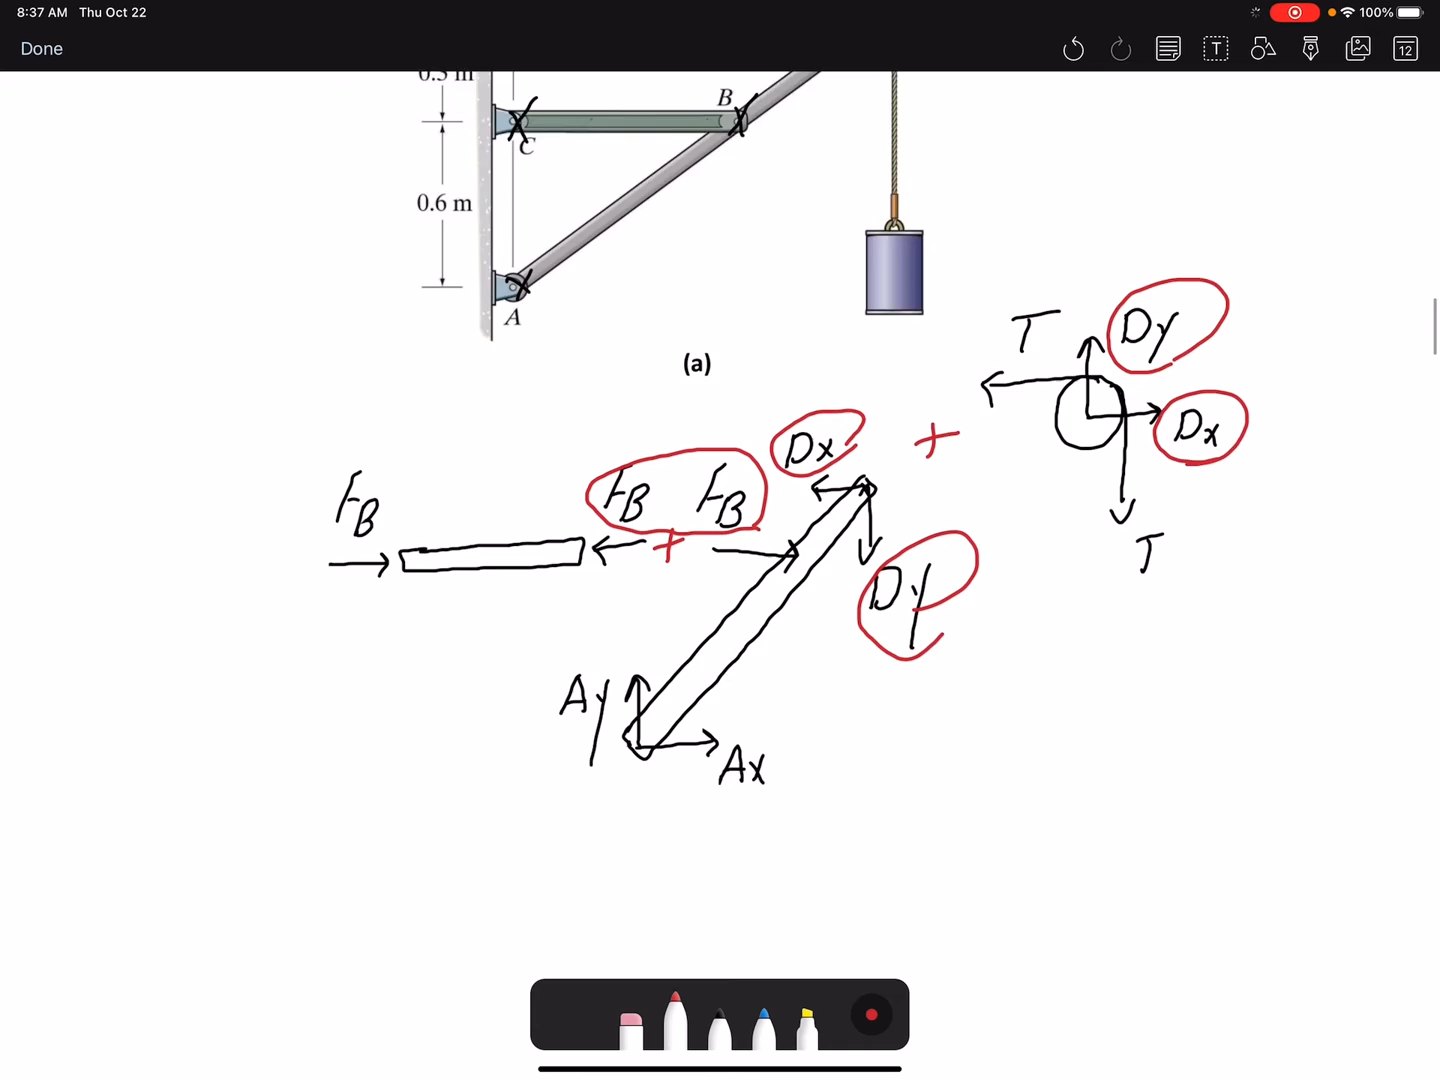 8:37 AM Thu Oct 22
100%
Done
T
12
0.3 m
B
C
0.6 m
A
(a)
T
Dy
Dx
Dx
FB
FB FB
+
+
T
Dy
Ay
Ax